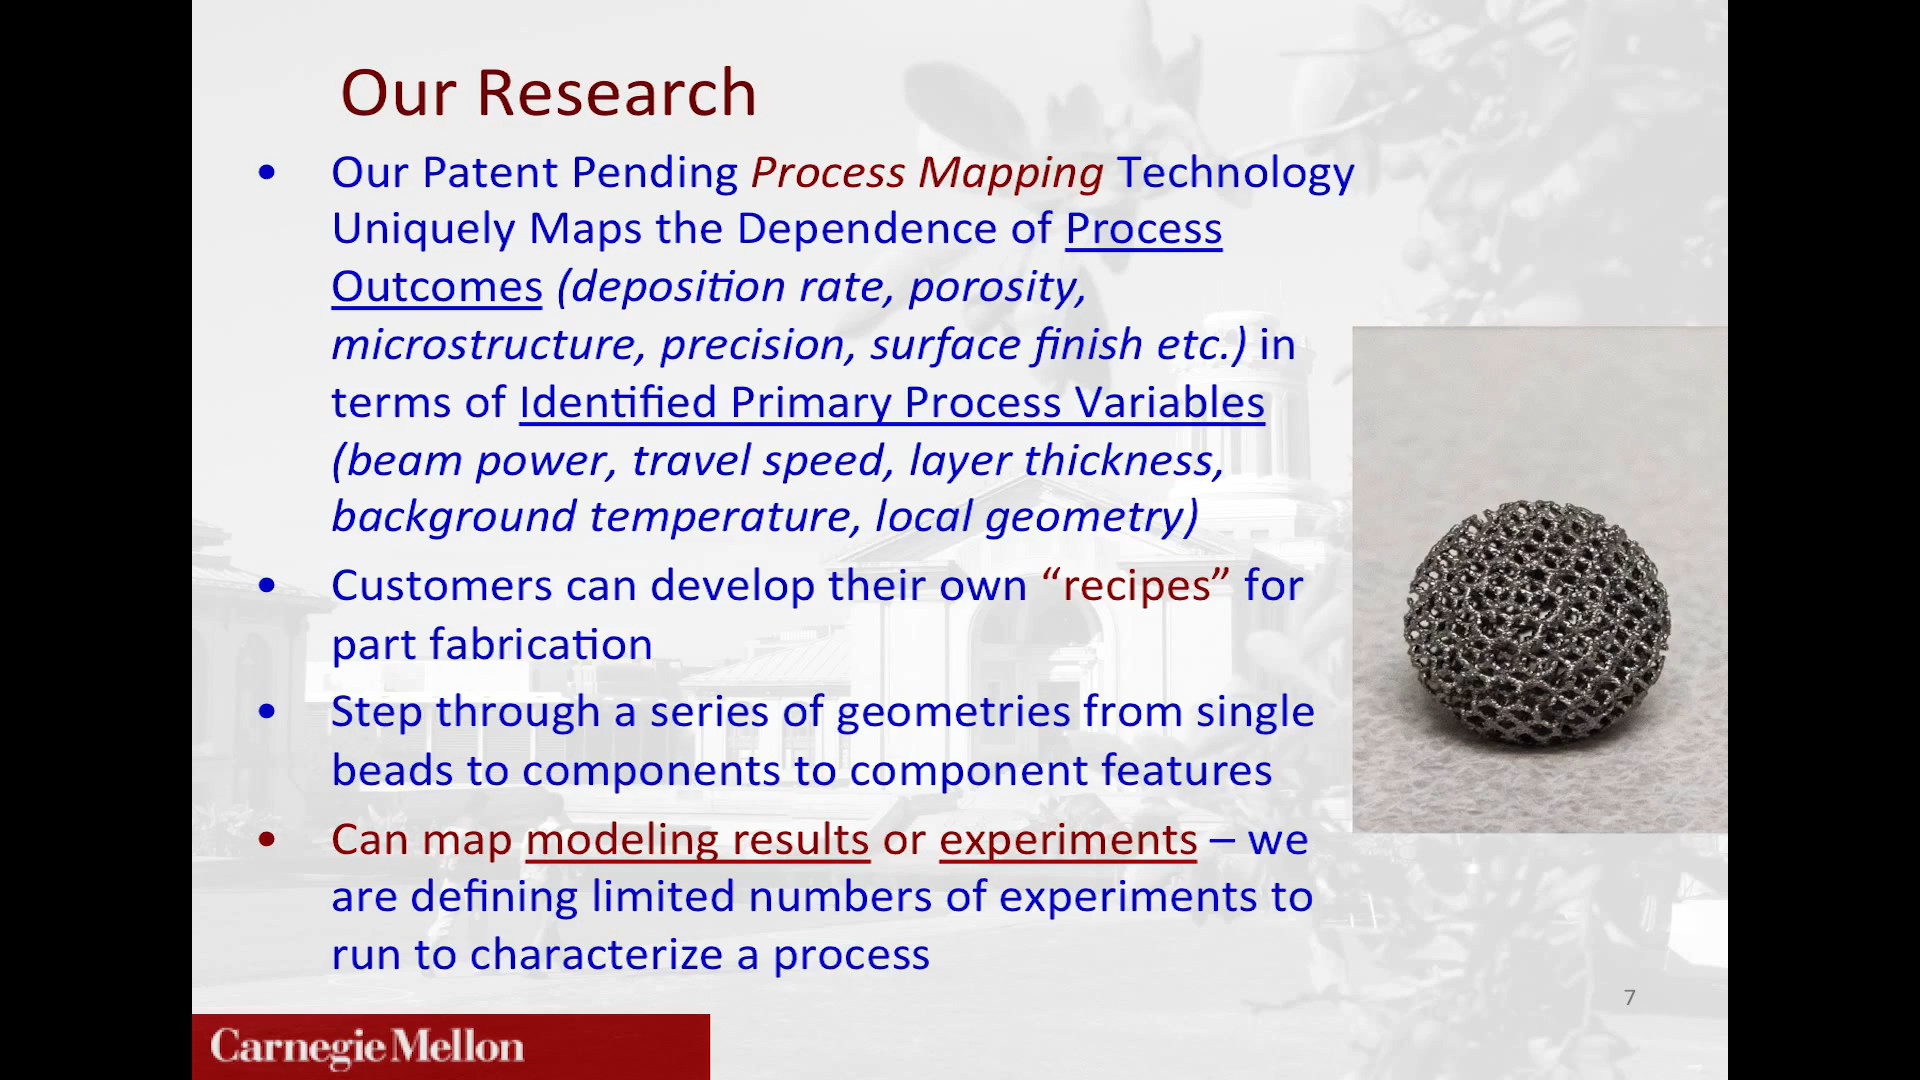 Our Research
• Our Patent Pending Process Mapping Technology
Uniquely Maps the Dependence of Process
Outcomes (deposition rate, porosity,
microstructure, precision, surface finish etc.) in
terms of Identified Primary Process Variables
(beam power, travel speed, layer thickness,
background temperature, local geometry)
• Customers can develop their own “recipes” for
part fabrication
• Step through a series of geometries from single
beads to components to component features
• Can map modeling results or experiments – we
are defining limited numbers of experiments to
run to characterize a process
7
Carnegie Mellon